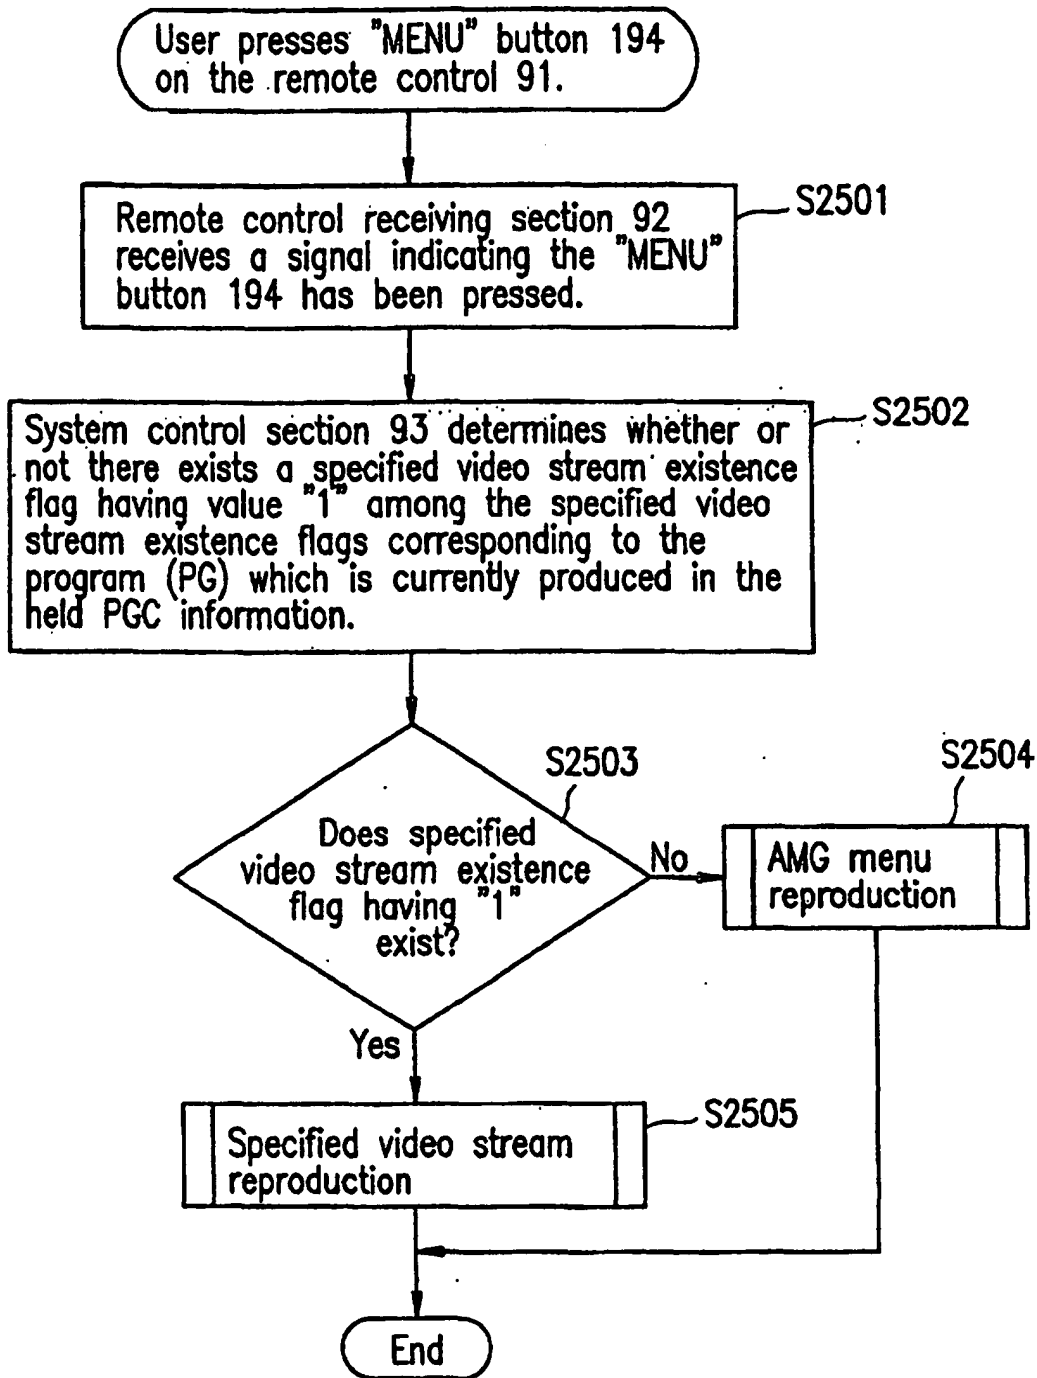 User presses "MENU" button 194
on the remote control 91.
S2501
Remote control receiving section 92
receives a signal indicating the "MENU"
button 194 has been pressed.
S2502
System control section 93 determines whether or
not there exists a specified video stream existence
flag having value "1" among the specified video
stream existence flags corresponding to the
program (PG) which is currently produced in the
held PGC information.
S2503
Does specified
video stream existence
flag having "1"
exist?
No
S2504
AMG menu
reproduction
Yes
S2505
Specified video stream
reproduction
End